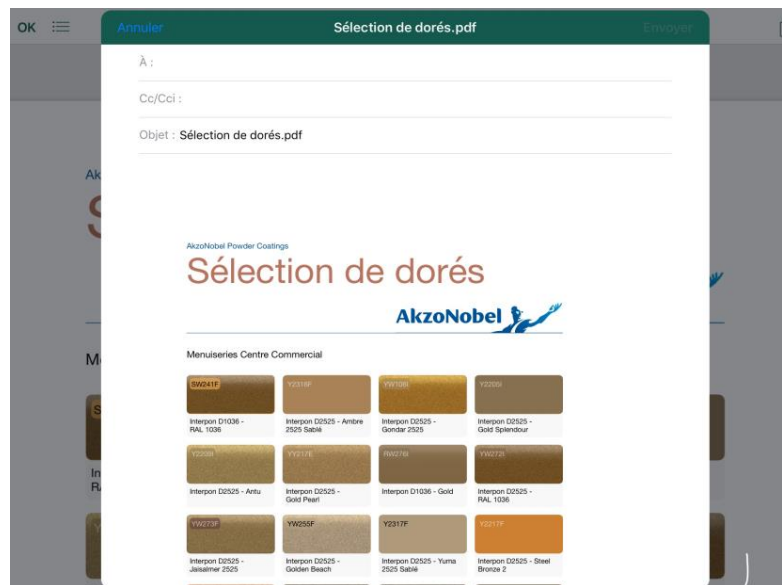 OK
Annuler
Sélection de dorés.pdf
Envoyer
À :
Cc/Cci :
Objet : Sélection de dorés.pdf
Ak
S
AkzoNobel Powder Coatings
Sélection de dorés
AkzoNobel
M
Menuiseries Centre Commercial
S
SW241F
Y2318F
YW106I
Y2205I
Interpon D1036 -
RAL 1036
Interpon D2525 - Ambre
2525 Sablé
Interpon D2525 -
Gondar 2525
Interpon D2525 -
Gold Splendour
In
R
Y2206I
YY217E
RW276I
YW272I
Interpon D2525 - Antu
Interpon D2525 -
Gold Pearl
Interpon D1036 - Gold
Interpon D2525 -
RAL 1036
YW273F
YW255F
Y2317F
Y2217F
Interpon D2525 -
Jaisalmer 2525
Interpon D2525 -
Golden Beach
Interpon D2525 - Yuma
2525 Sablé
Interpon D2525 - Steel
Bronze 2